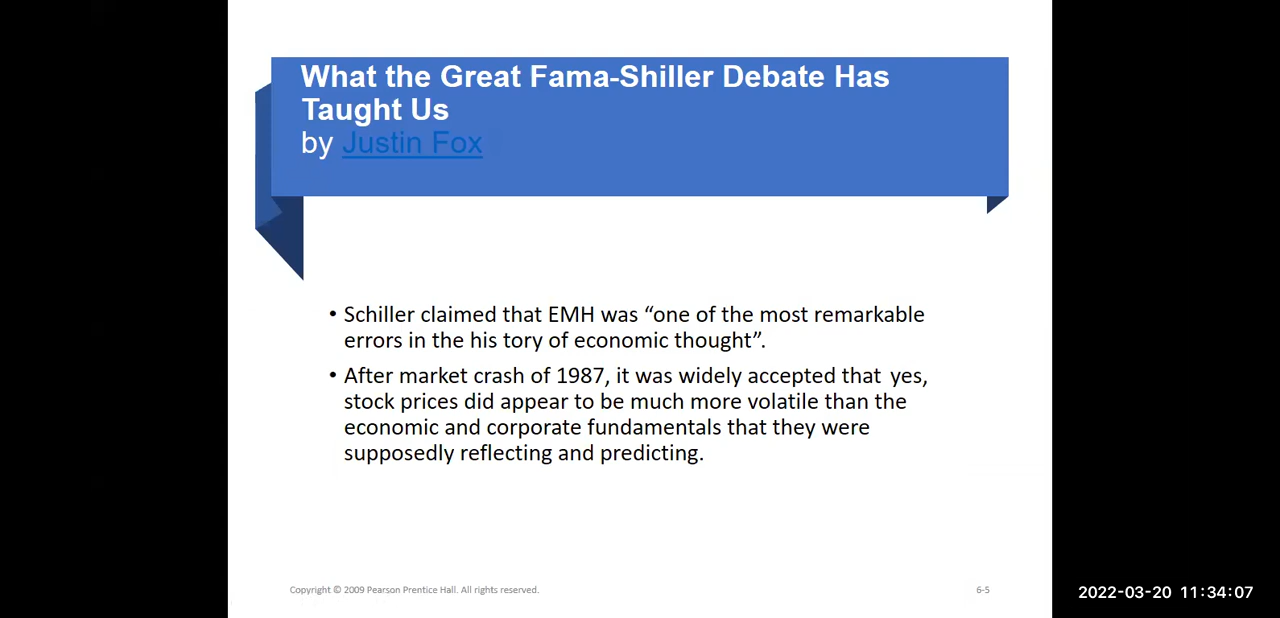 What the Great Fama-Shiller Debate Has
Taught Us
by Justin Fox
• Schiller claimed that EMH was “one of the most remarkable
errors in the his tory of economic thought”.
• After market crash of 1987, it was widely accepted that yes,
stock prices did appear to be much more volatile than the
economic and corporate fundamentals that they were
supposedly reflecting and predicting.
Copyright © 2009 Pearson Prentice Hall. All rights reserved.
6-5
2022-03-20 11:34:07